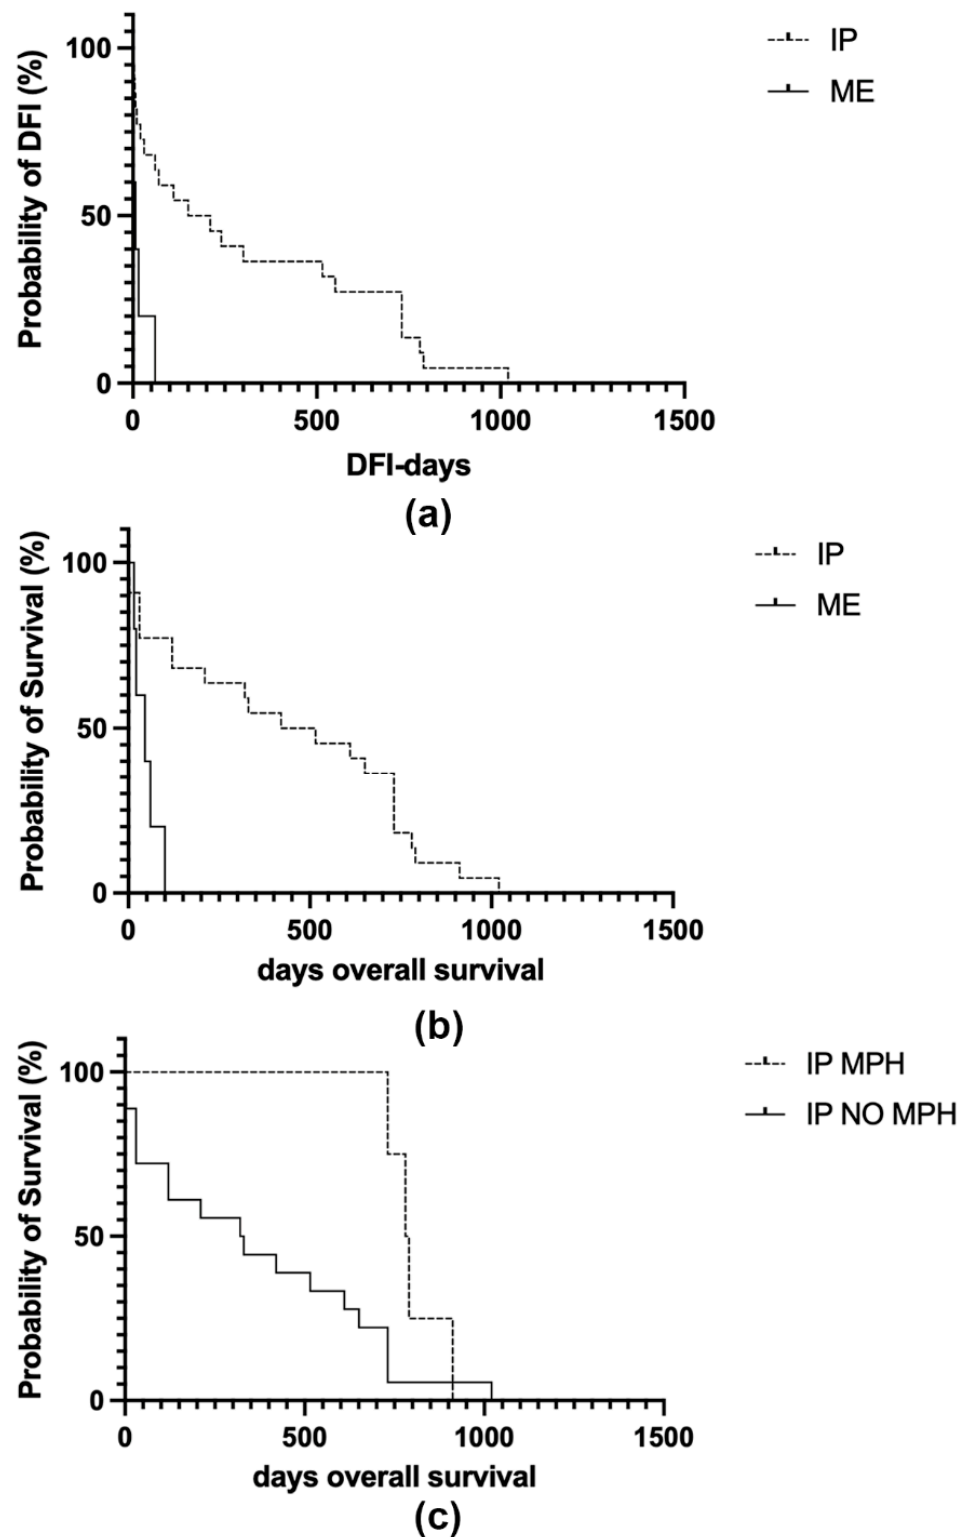 Probability of DFI (%)
100
50
0
0 500 1000 1500
DFI-days
IP
ME
(a)
Probability of Survival (%)
100
50
0
0 500 1000 1500
days overall survival
IP
ME
(b)
Probability of Survival (%)
100
50
0
0 500 1000 1500
days overall survival
IP MPH
IP NO MPH
(c)